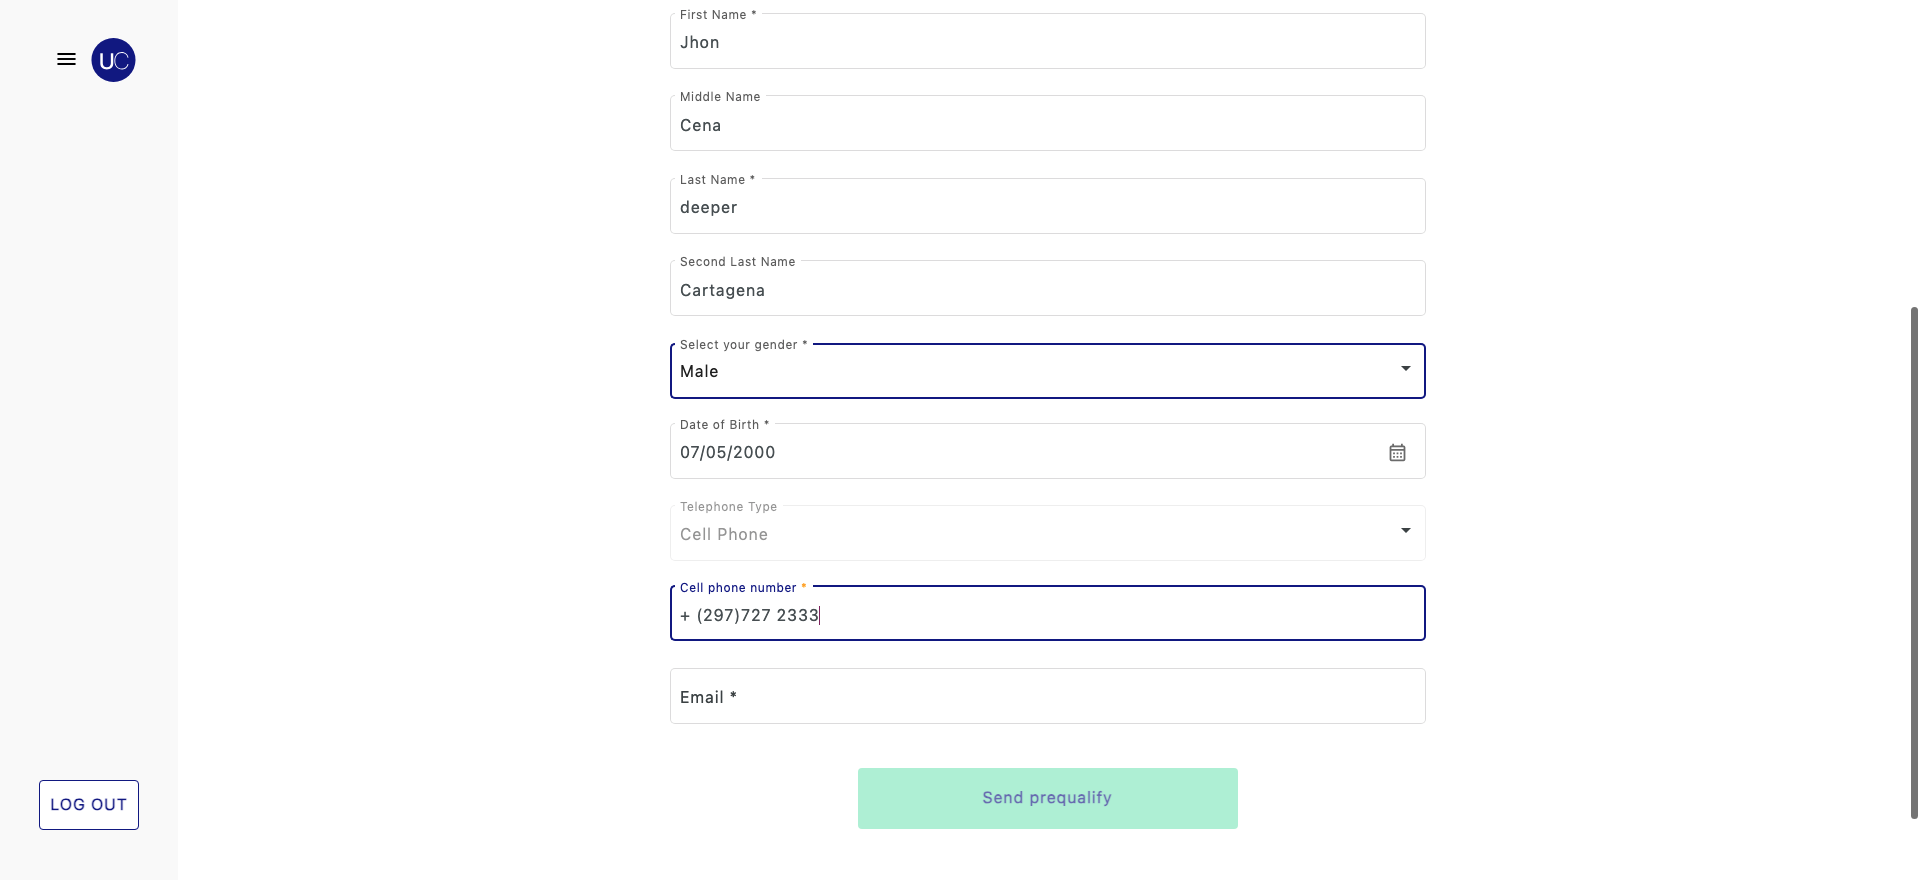 UC
First Name *
Jhon
Middle Name
Cena
Last Name *
deeper
Second Last Name
Cartagena
Select your gender *
Male
Date of Birth *
07/05/2000
Telephone Type
Cell Phone
Cell phone number *
+ (297)727 2333
Email *
Send prequalify
LOG OUT